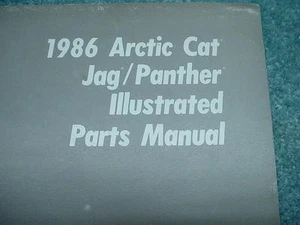 1986 Arctic Cat
Jag/Panther
Illustrated
Parts Manual